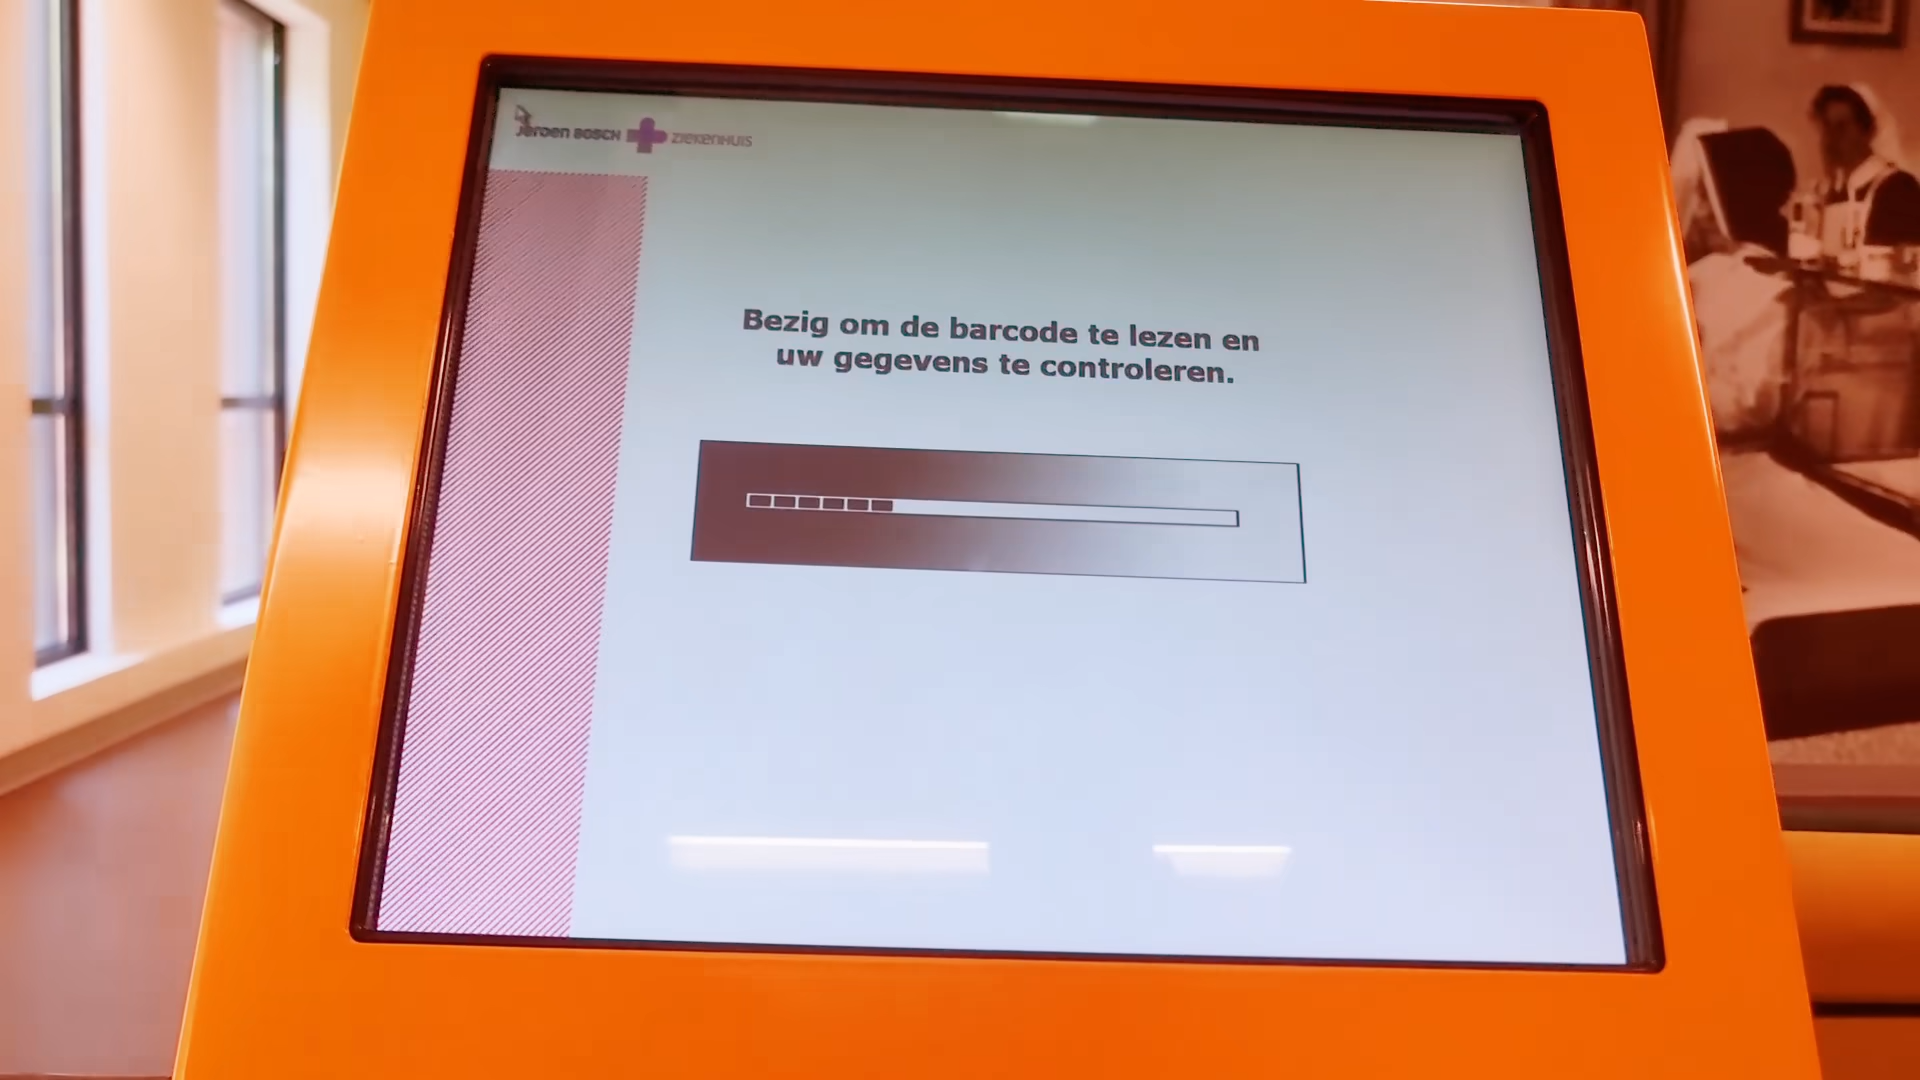 Jeroen Bosch ziekenhuis
Bezig om de barcode te lezen en
uw gegevens te controleren.